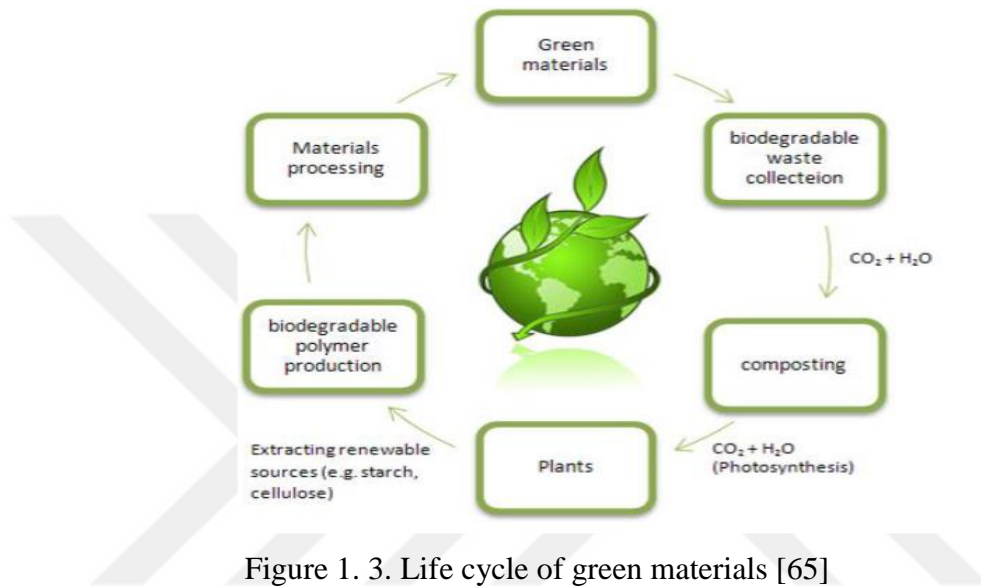 Green
materials
biodegradable
waste
collecteion
CO₂ + H₂O
composting
CO₂ + H₂O
(Photosynthesis)
Plants
Extracting renewable
sources (e.g. starch,
cellulose)
biodegradable
polymer
production
Materials
processing
Figure 1. 3. Life cycle of green materials [65]